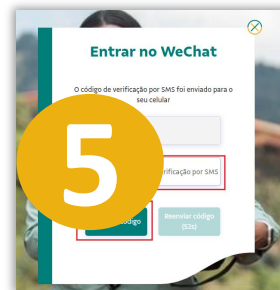 Entrar no WeChat
O código de verificação por SMS foi enviado para o
seu celular
5
verificação por SMS
código
Reenviar código
(52s)